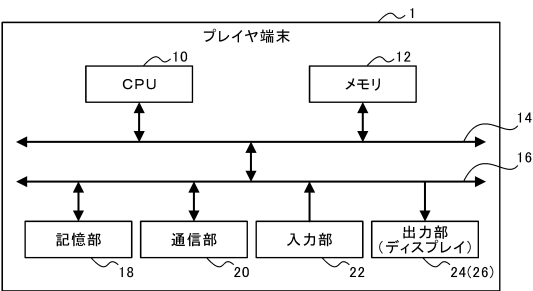 1
プレイヤ端末
10
12
CPU
メモリ
14
16
記憶部
通信部
入力部
出力部
(ディスプレイ)
18
20
22
24(26)